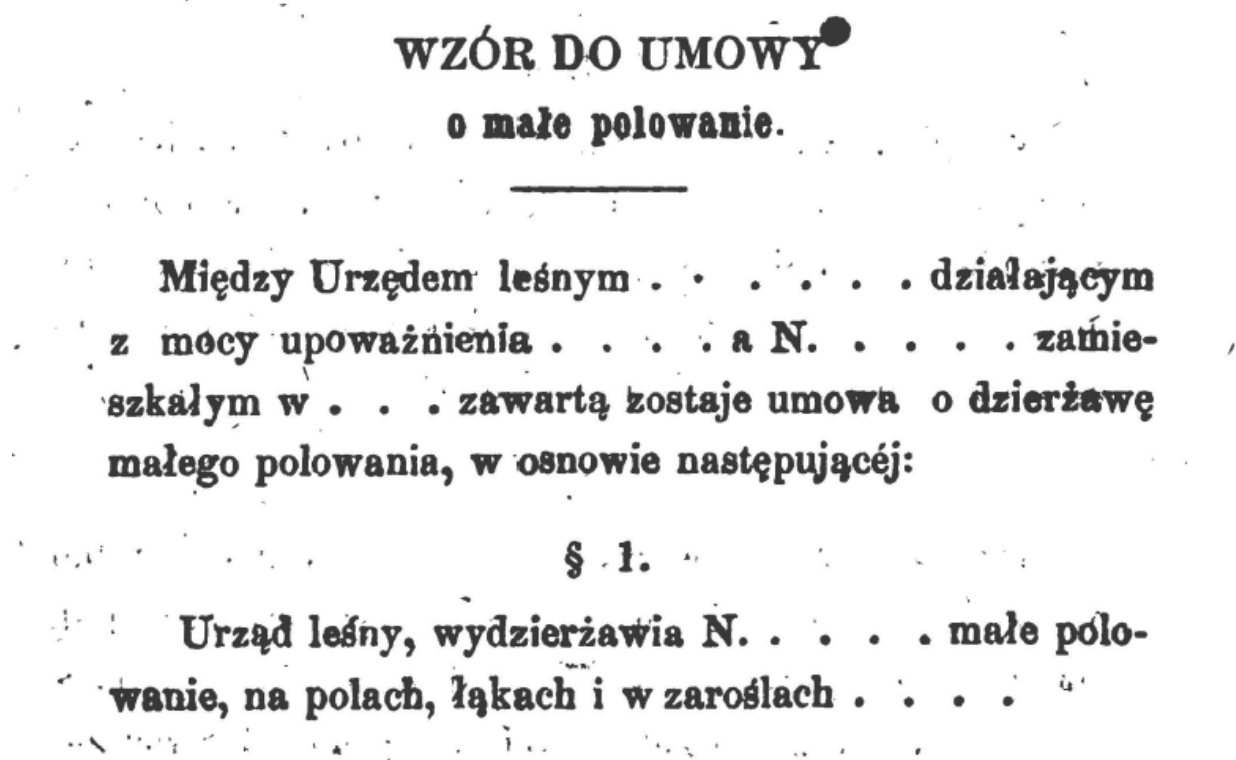 WZÓR DO UMOWY
o małe polowanie.
Między Urzędem leśnym . . . . . . działającym
z mocy upoważnienia . . . . a N. . . . . zamie-
szkałym w . . . zawartą zostaje umowa o dzierżawę
małego polowania, w osnowie następującéj:
§ 1.
Urząd leśny, wydzierżawia N. . . . . małe polo-
wanie, na polach, łąkach i w zaroślach . . . .